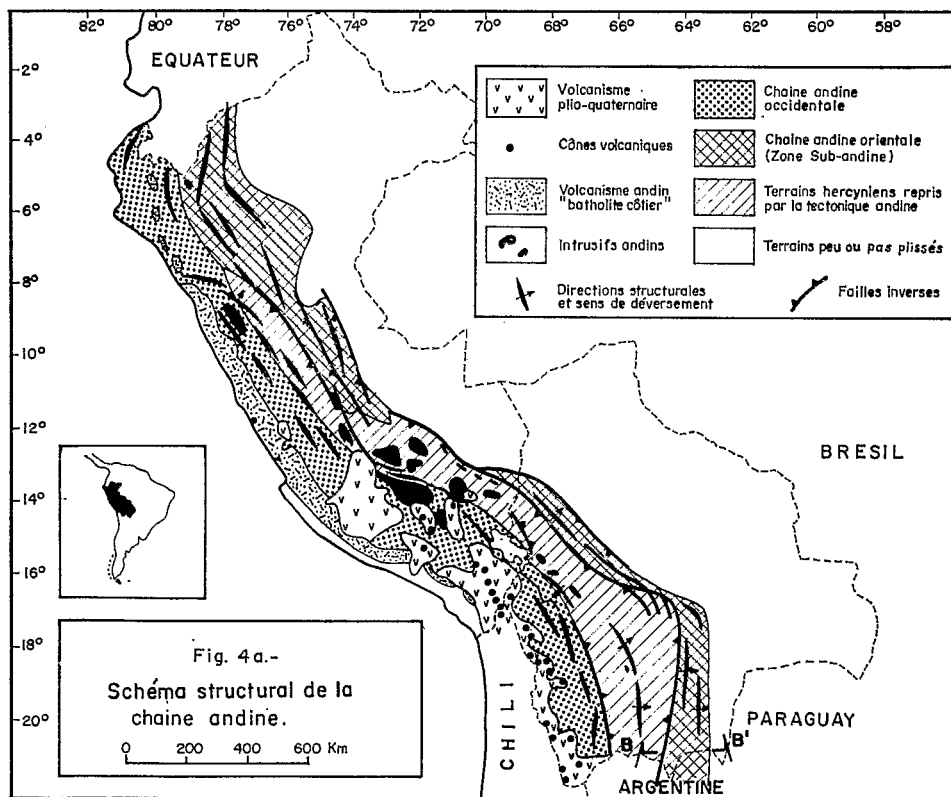 82° 80° 78° 76° 74° 72° 70° 68° 66° 64° 62° 60° 58°
2°
4°
6°
8°
10°
12°
14°
16°
18°
20°
EQUATEUR
BRESIL
PARAGUAY
ARGENTINE
CHILI
B
B'
Volcanisme
plio-quaternaire
Cônes volcaniques
Volcanisme andin
"batholite côtier"
Intrusifs andins
Directions structurales
et sens de déversement
Chaine andine
occidentale
Chaine andine orientale
(Zone Sub-andine)
Terrains hercyniens repris
par la tectonique andine
Terrains peu ou pas plissés
Failles inverses
Fig. 4a.-
Schéma structural de la
chaine andine.
0 200 400 600 Km